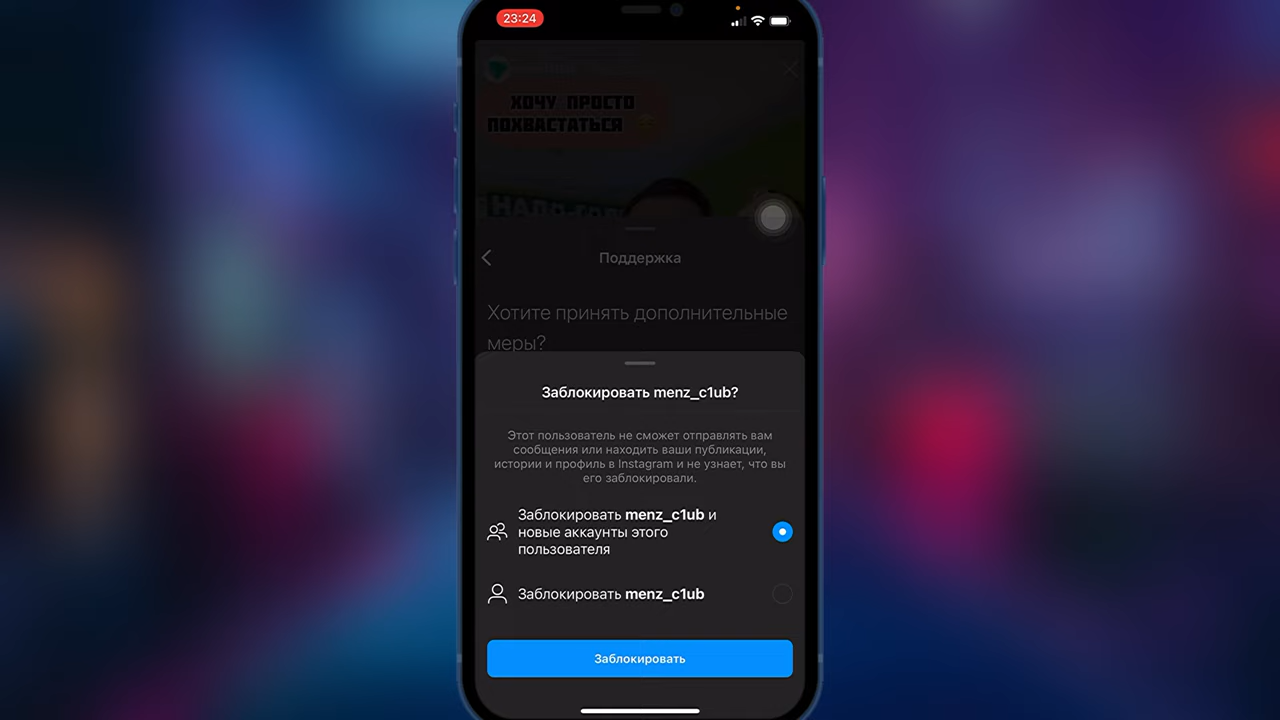 23:24
ХОЧУ ПРОСТО
ПОХВАСТАТЬСЯ
Поддержка
Хотите принять дополнительные
меры?
Заблокировать menz_c1ub?
Этот пользователь не сможет отправлять вам
сообщения или находить ваши публикации,
истории и профиль в Instagram и не узнает, что вы
его заблокировали.
Заблокировать menz_c1ub и
новые аккаунты этого
пользователя
Заблокировать menz_c1ub
Заблокировать